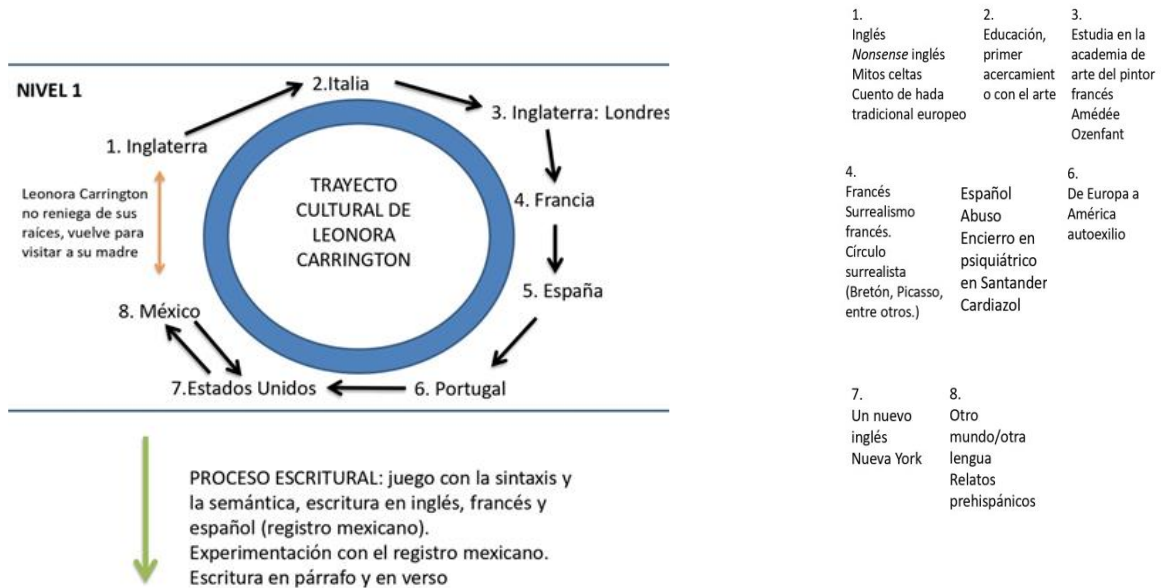 NIVEL 1
2.Italia
3. Inglaterra: Londres
1. Inglaterra
Leonora Carrington
no reniega de sus
raíces, vuelve para
visitar a su madre
TRAYECTO
CULTURAL DE
LEONORA
CARRINGTON
4. Francia
5. España
8. México
7.Estados Unidos
6. Portugal
PROCESO ESCRITURAL: juego con la sintaxis y
la semántica, escritura en inglés, francés y
español (registro mexicano).
Experimentación con el registro mexicano.
Escritura en párrafo y en verso
1.
Inglés
Nonsense inglés
Mitos celtas
Cuento de hada
tradicional europeo
2.
Educación,
primer
acercamient
o con el arte
3.
Estudia en la
academia de
arte del pintor
francés
Amédée
Ozenfant
4.
Francés
Surrealismo
francés.
Círculo
surrealista
(Bretón, Picasso,
entre otros.)
Español
Abuso
Encierro en
psiquiátrico
en Santander
Cardiazol
6.
De Europa a
América
autoexilio
7.
Un nuevo
inglés
Nueva York
8.
Otro
mundo/otra
lengua
Relatos
prehispánicos